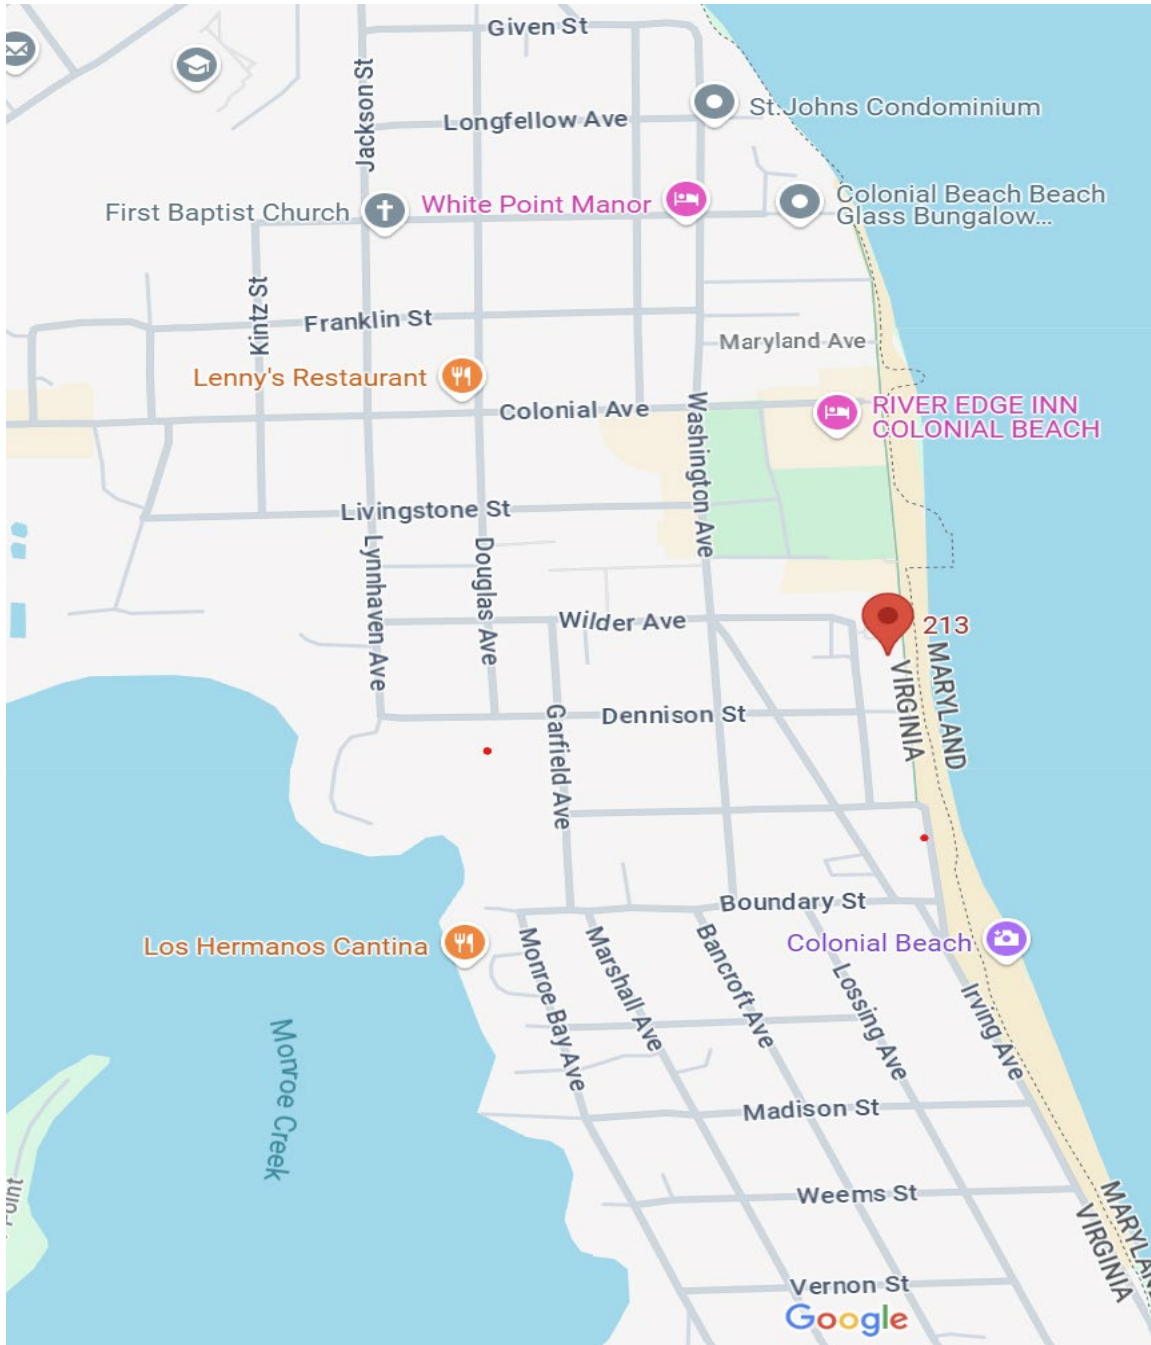 Given St
Jackson St
Longfellow Ave
St.Johns Condominium
First Baptist Church
White Point Manor
Colonial Beach Beach
Glass Bungalow...
Kintz St
Franklin St
Maryland Ave
Lenny's Restaurant
Colonial Ave
Washington Ave
RIVER EDGE INN
COLONIAL BEACH
Livingstone St
Lynnhaven Ave
Douglas Ave
Wilder Ave
213
MARYLAND
VIRGINIA
Garfield Ave
Dennison St
Boundary St
Los Hermanos Cantina
Colonial Beach
Monroe Bay Ave
Marshall Ave
Bancroft Ave
Lossing Ave
Irving Ave
Monroe Creek
Madison St
Weems St
MARYLAN
VIRGINIA
Point
Vernon St
Google